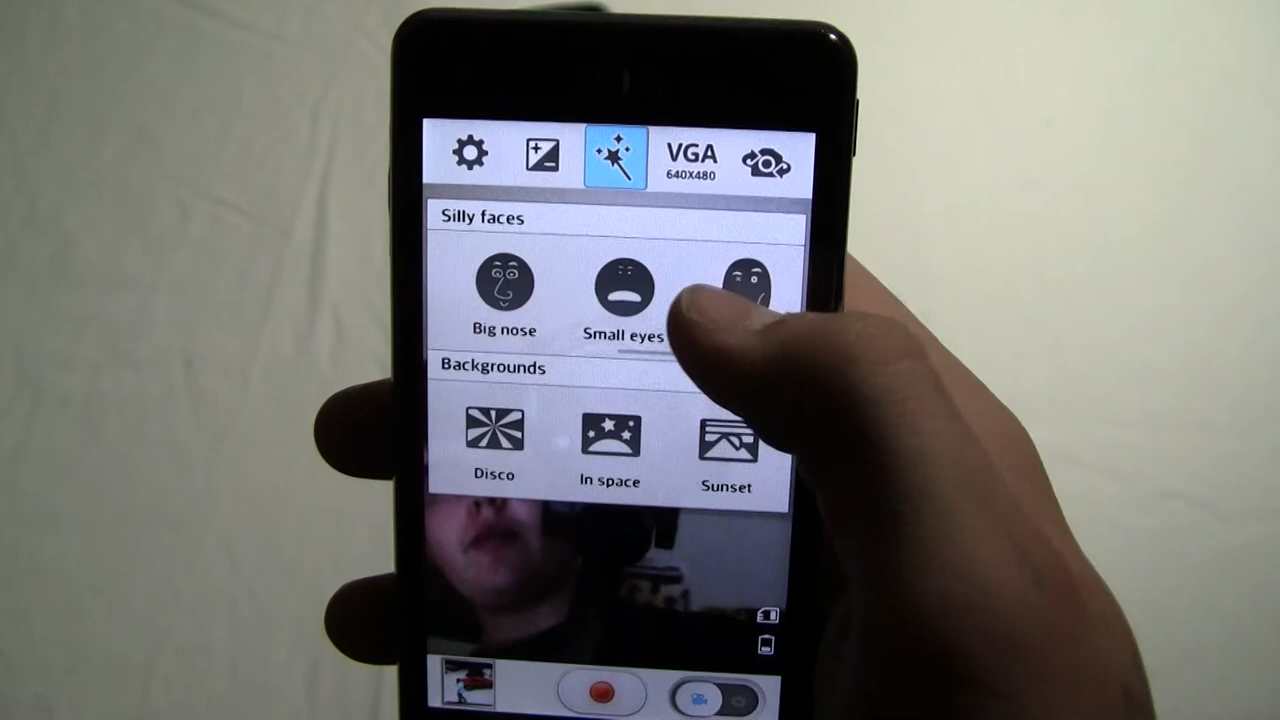 VGA
640X480
Silly faces
Big nose
Small eyes
Backgrounds
Disco
In space
Sunset